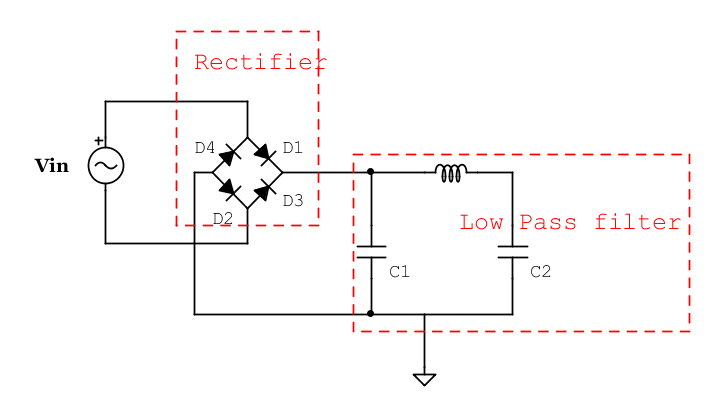 Rectifier
+
D4
D1
Vin
D3
D2
Low Pass filter
C1
C2